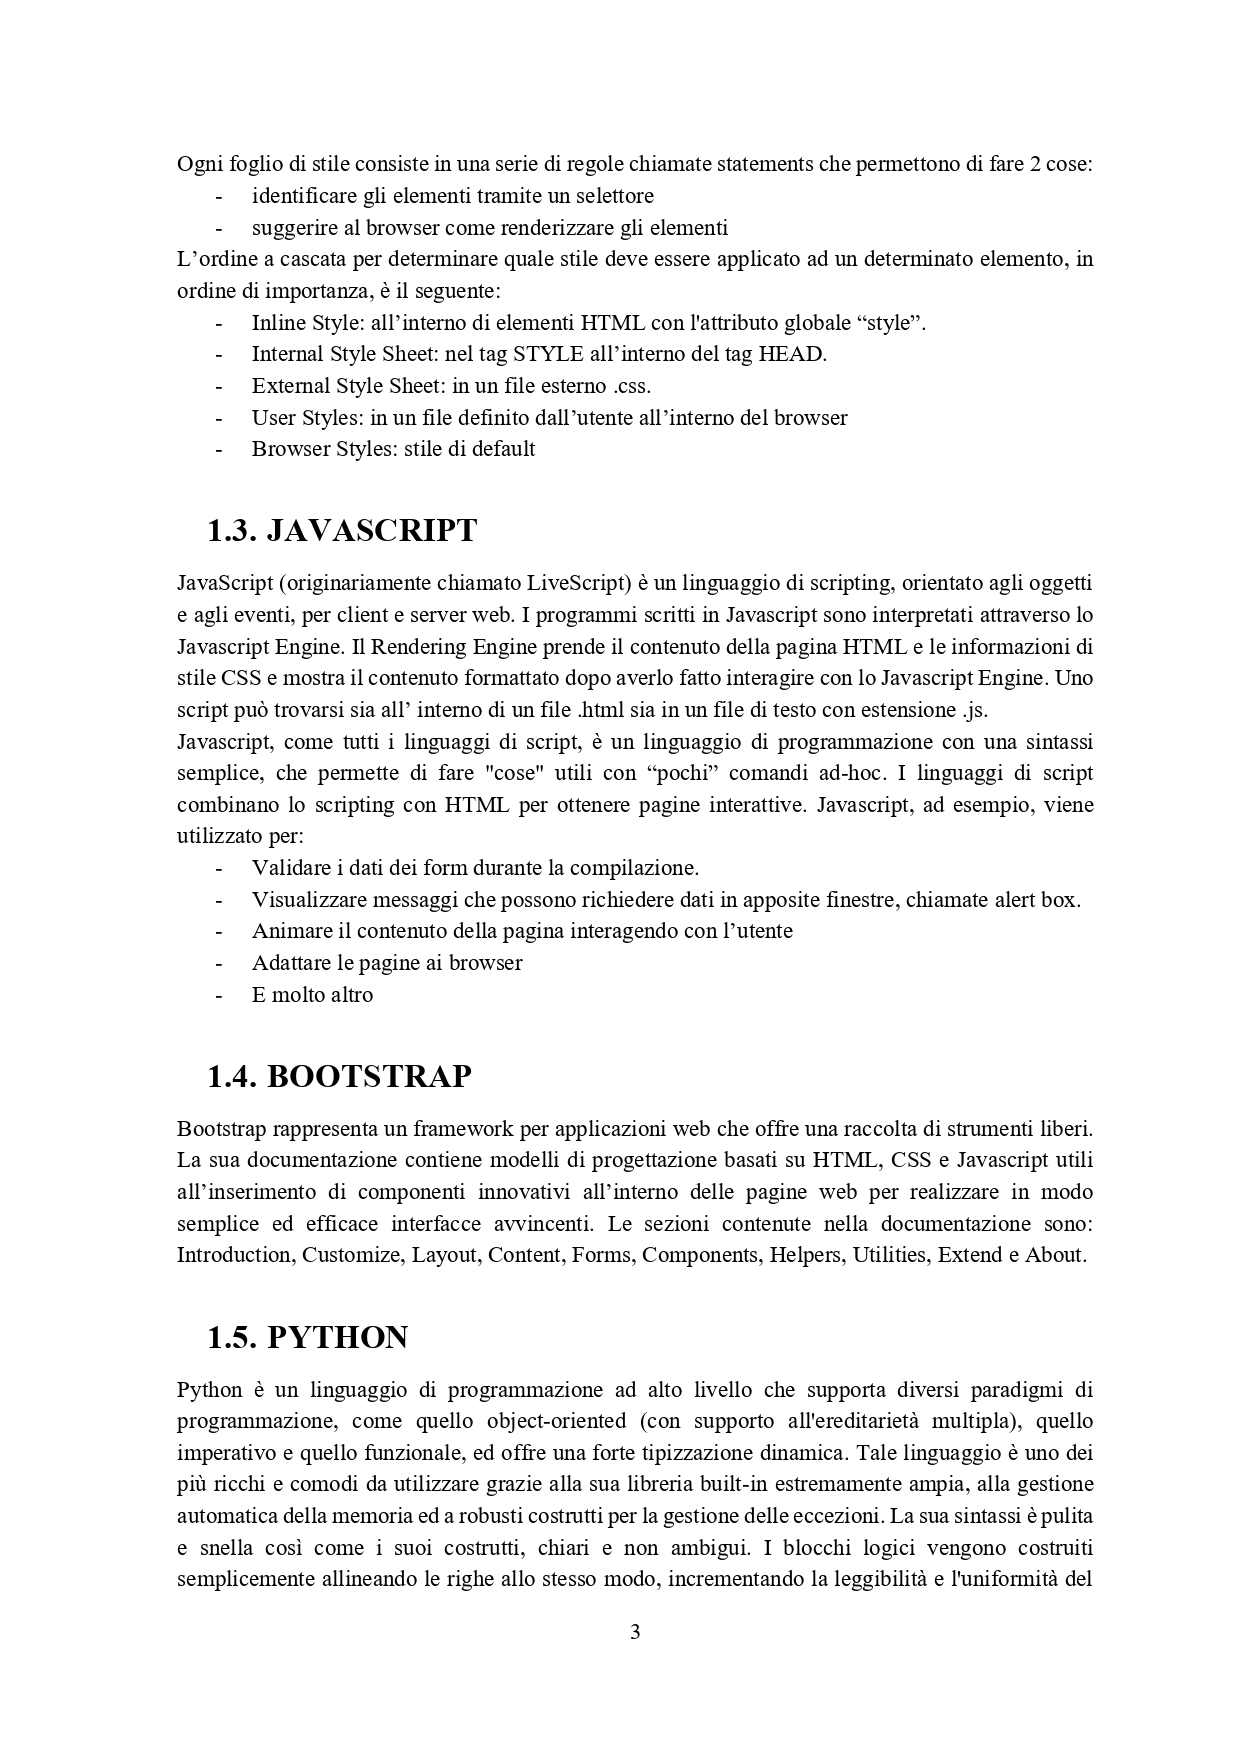 Ogni foglio di stile consiste in una serie di regole chiamate statements che permettono di fare 2 cose:
- identificare gli elementi tramite un selettore
- suggerire al browser come renderizzare gli elementi
L’ordine a cascata per determinare quale stile deve essere applicato ad un determinato elemento, in
ordine di importanza, è il seguente:
- Inline Style: all’interno di elementi HTML con l'attributo globale “style”.
- Internal Style Sheet: nel tag STYLE all’interno del tag HEAD.
- External Style Sheet: in un file esterno .css.
- User Styles: in un file definito dall’utente all’interno del browser
- Browser Styles: stile di default
1.3. JAVASCRIPT
JavaScript (originariamente chiamato LiveScript) è un linguaggio di scripting, orientato agli oggetti
e agli eventi, per client e server web. I programmi scritti in Javascript sono interpretati attraverso lo
Javascript Engine. Il Rendering Engine prende il contenuto della pagina HTML e le informazioni di
stile CSS e mostra il contenuto formattato dopo averlo fatto interagire con lo Javascript Engine. Uno
script può trovarsi sia all’ interno di un file .html sia in un file di testo con estensione .js.
Javascript, come tutti i linguaggi di script, è un linguaggio di programmazione con una sintassi
semplice, che permette di fare "cose" utili con “pochi” comandi ad-hoc. I linguaggi di script
combinano lo scripting con HTML per ottenere pagine interattive. Javascript, ad esempio, viene
utilizzato per:
- Validare i dati dei form durante la compilazione.
- Visualizzare messaggi che possono richiedere dati in apposite finestre, chiamate alert box.
- Animare il contenuto della pagina interagendo con l’utente
- Adattare le pagine ai browser
- E molto altro
1.4. BOOTSTRAP
Bootstrap rappresenta un framework per applicazioni web che offre una raccolta di strumenti liberi.
La sua documentazione contiene modelli di progettazione basati su HTML, CSS e Javascript utili
all’inserimento di componenti innovativi all’interno delle pagine web per realizzare in modo
semplice ed efficace interfacce avvincenti. Le sezioni contenute nella documentazione sono:
Introduction, Customize, Layout, Content, Forms, Components, Helpers, Utilities, Extend e About.
1.5. PYTHON
Python è un linguaggio di programmazione ad alto livello che supporta diversi paradigmi di
programmazione, come quello object-oriented (con supporto all'ereditarietà multipla), quello
imperativo e quello funzionale, ed offre una forte tipizzazione dinamica. Tale linguaggio è uno dei
più ricchi e comodi da utilizzare grazie alla sua libreria built-in estremamente ampia, alla gestione
automatica della memoria ed a robusti costrutti per la gestione delle eccezioni. La sua sintassi è pulita
e snella così come i suoi costrutti, chiari e non ambigui. I blocchi logici vengono costruiti
semplicemente allineando le righe allo stesso modo, incrementando la leggibilità e l'uniformità del
3